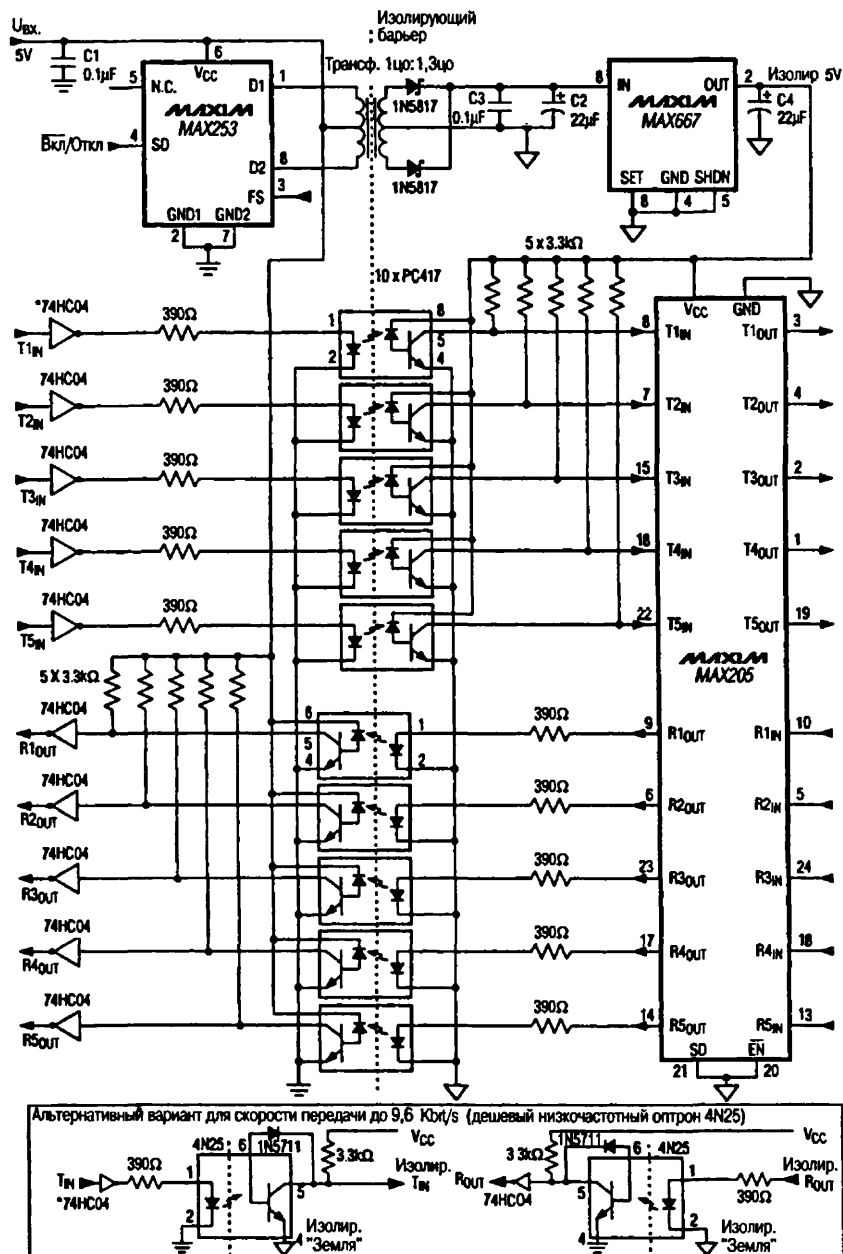 Uвх.
5V
C1
0.1µF
Изолирующий
барьер
Трансф. 1цо:1,3цо
6
Vcc
5
N.C.
D1
1
MAXIM
MAX253
Вкл/Откл
4
SD
D2
8
FS
3
GND1
GND2
2
7
1N5817
1N5817
C3
0.1µF
C2
22µF
8
IN
OUT
2
Изолир 5V
MAXIM
MAX667
C4
22µF
SET
GND
SHDN
6
4
5
5 x 3.3kΩ
10 x PC417
*74HC04
390Ω
T1IN
1
2
8
5
4
8
T1IN
Vcc
GND
T1OUT
3
74HC04
390Ω
T2IN
7
T2IN
T2OUT
4
74HC04
390Ω
T3IN
15
T3IN
T3OUT
2
74HC04
390Ω
T4IN
16
T4IN
T4OUT
1
74HC04
390Ω
T5IN
22
T5IN
T5OUT
19
MAXIM
MAX205
5 X 3.3kΩ
74HC04
R1OUT
6
5
4
1
2
390Ω
9
R1OUT
R1IN
10
74HC04
R2OUT
390Ω
6
R2OUT
R2IN
5
74HC04
R3OUT
390Ω
23
R3OUT
R3IN
24
74HC04
R4OUT
390Ω
17
R4OUT
R4IN
18
74HC04
R5OUT
390Ω
14
R5OUT
R5IN
13
SD
EN
21
20
Альтернативный вариант для скорости передачи до 9,6 Kbit/s (дешевый низкочастотный оптрон 4N25)
TIN
390Ω
*74HC04
4N25
1
2
6
1N5711
5
4
3.3kΩ
Vcc
Изолир.
TIN
Изолир.
"Земля"
ROUT
74HC04
3.3kΩ
1N5711
6
5
4
4N25
1
2
Vcc
Изолир.
ROUT
390Ω
Изолир.
"Земля"